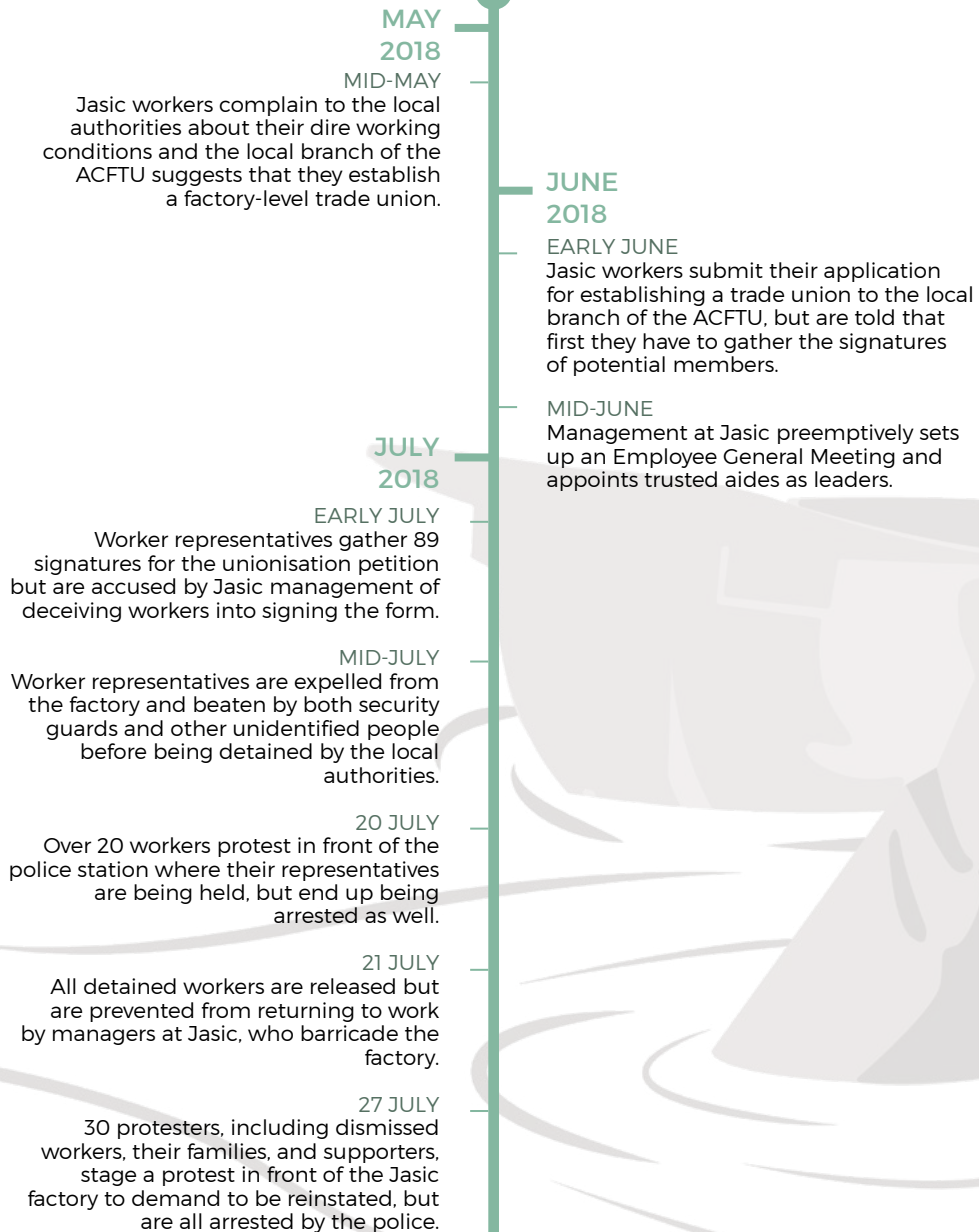 MAY
2018
MID-MAY
Jasic workers complain to the local
authorities about their dire working
conditions and the local branch of the
ACFTU suggests that they establish
a factory-level trade union.
JUNE
2018
EARLY JUNE
Jasic workers submit their application
for establishing a trade union to the local
branch of the ACFTU, but are told that
first they have to gather the signatures
of potential members.
MID-JUNE
Management at Jasic preemptively sets
up an Employee General Meeting and
appoints trusted aides as leaders.
JULY
2018
EARLY JULY
Worker representatives gather 89
signatures for the unionisation petition
but are accused by Jasic management of
deceiving workers into signing the form.
MID-JULY
Worker representatives are expelled from
the factory and beaten by both security
guards and other unidentified people
before being detained by the local
authorities.
20 JULY
Over 20 workers protest in front of the
police station where their representatives
are being held, but end up being
arrested as well.
21 JULY
All detained workers are released but
are prevented from returning to work
by managers at Jasic, who barricade the
factory.
27 JULY
30 protesters, including dismissed
workers, their families, and supporters,
stage a protest in front of the Jasic
factory to demand to be reinstated, but
are all arrested by the police.